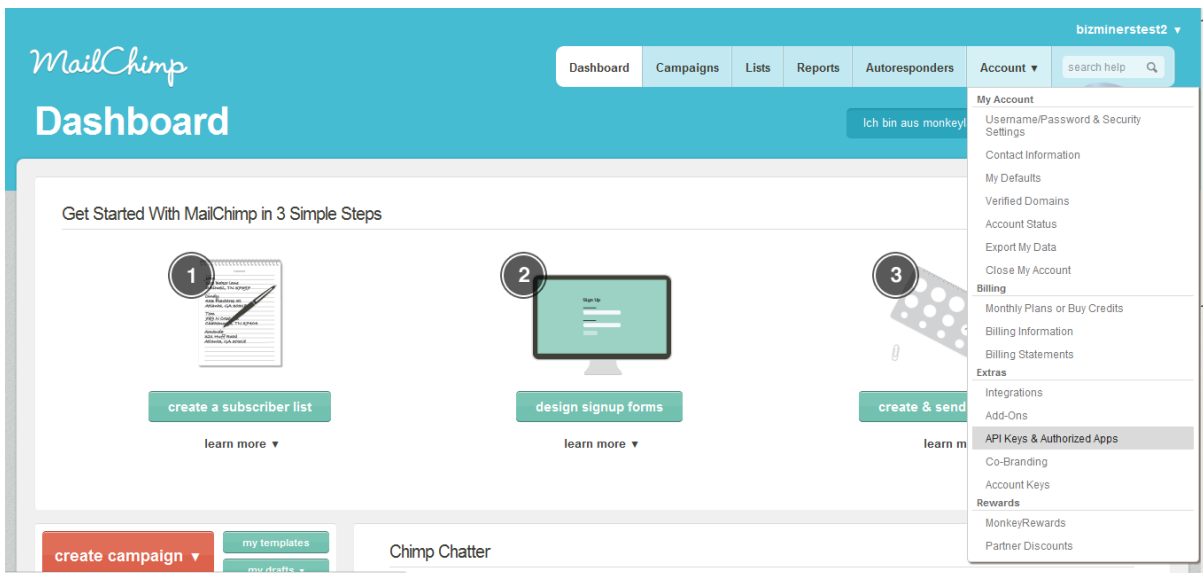 bizminerstest2 ▾
MailChimp
Dashboard Campaigns Lists Reports Autoresponders Account ▾ search help
Dashboard
Ich bin aus monkeyl
My Account
Username/Password & Security
Settings
Contact Information
My Defaults
Verified Domains
Account Status
Export My Data
Close My Account
Billing
Monthly Plans or Buy Credits
Billing Information
Billing Statements
Extras
Integrations
Add-Ons
API Keys & Authorized Apps
Co-Branding
Account Keys
Rewards
MonkeyRewards
Partner Discounts
Get Started With MailChimp in 3 Simple Steps
1
2
3
Sign Up
create a subscriber list
design signup forms
create & send
learn more ▾
learn more ▾
learn m
create campaign ▾
my templates
my drafts
Chimp Chatter